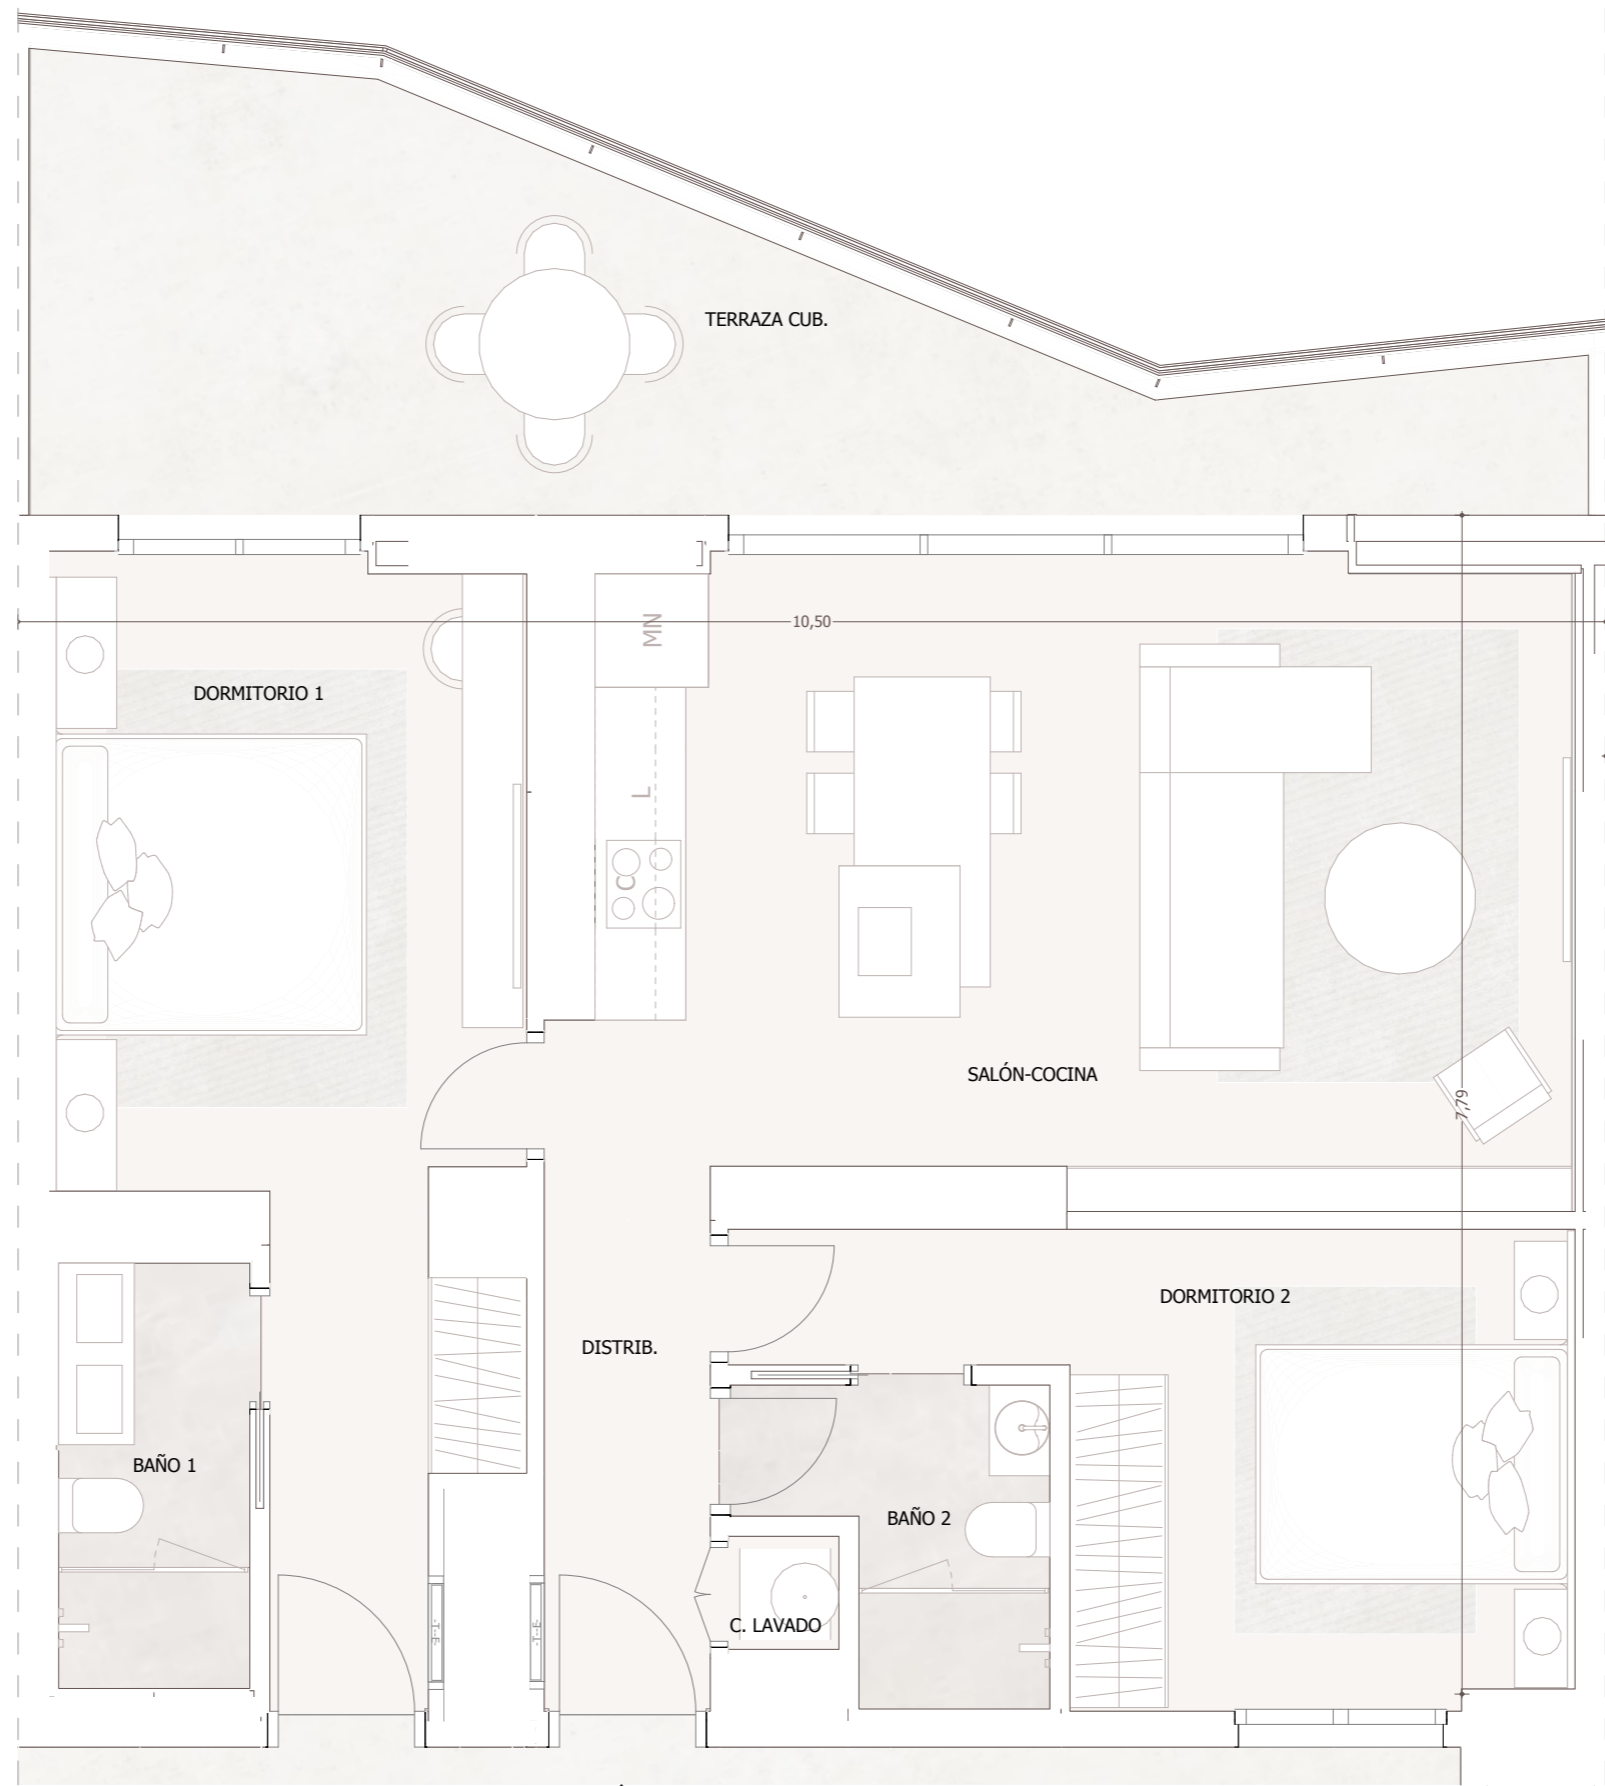 TERRAZA CUB.
10,50
MN
DORMITORIO 1
L
C
SALÓN-COCINA
7,79
DORMITORIO 2
DISTRIB.
BAÑO 1
BAÑO 2
C. LAVADO